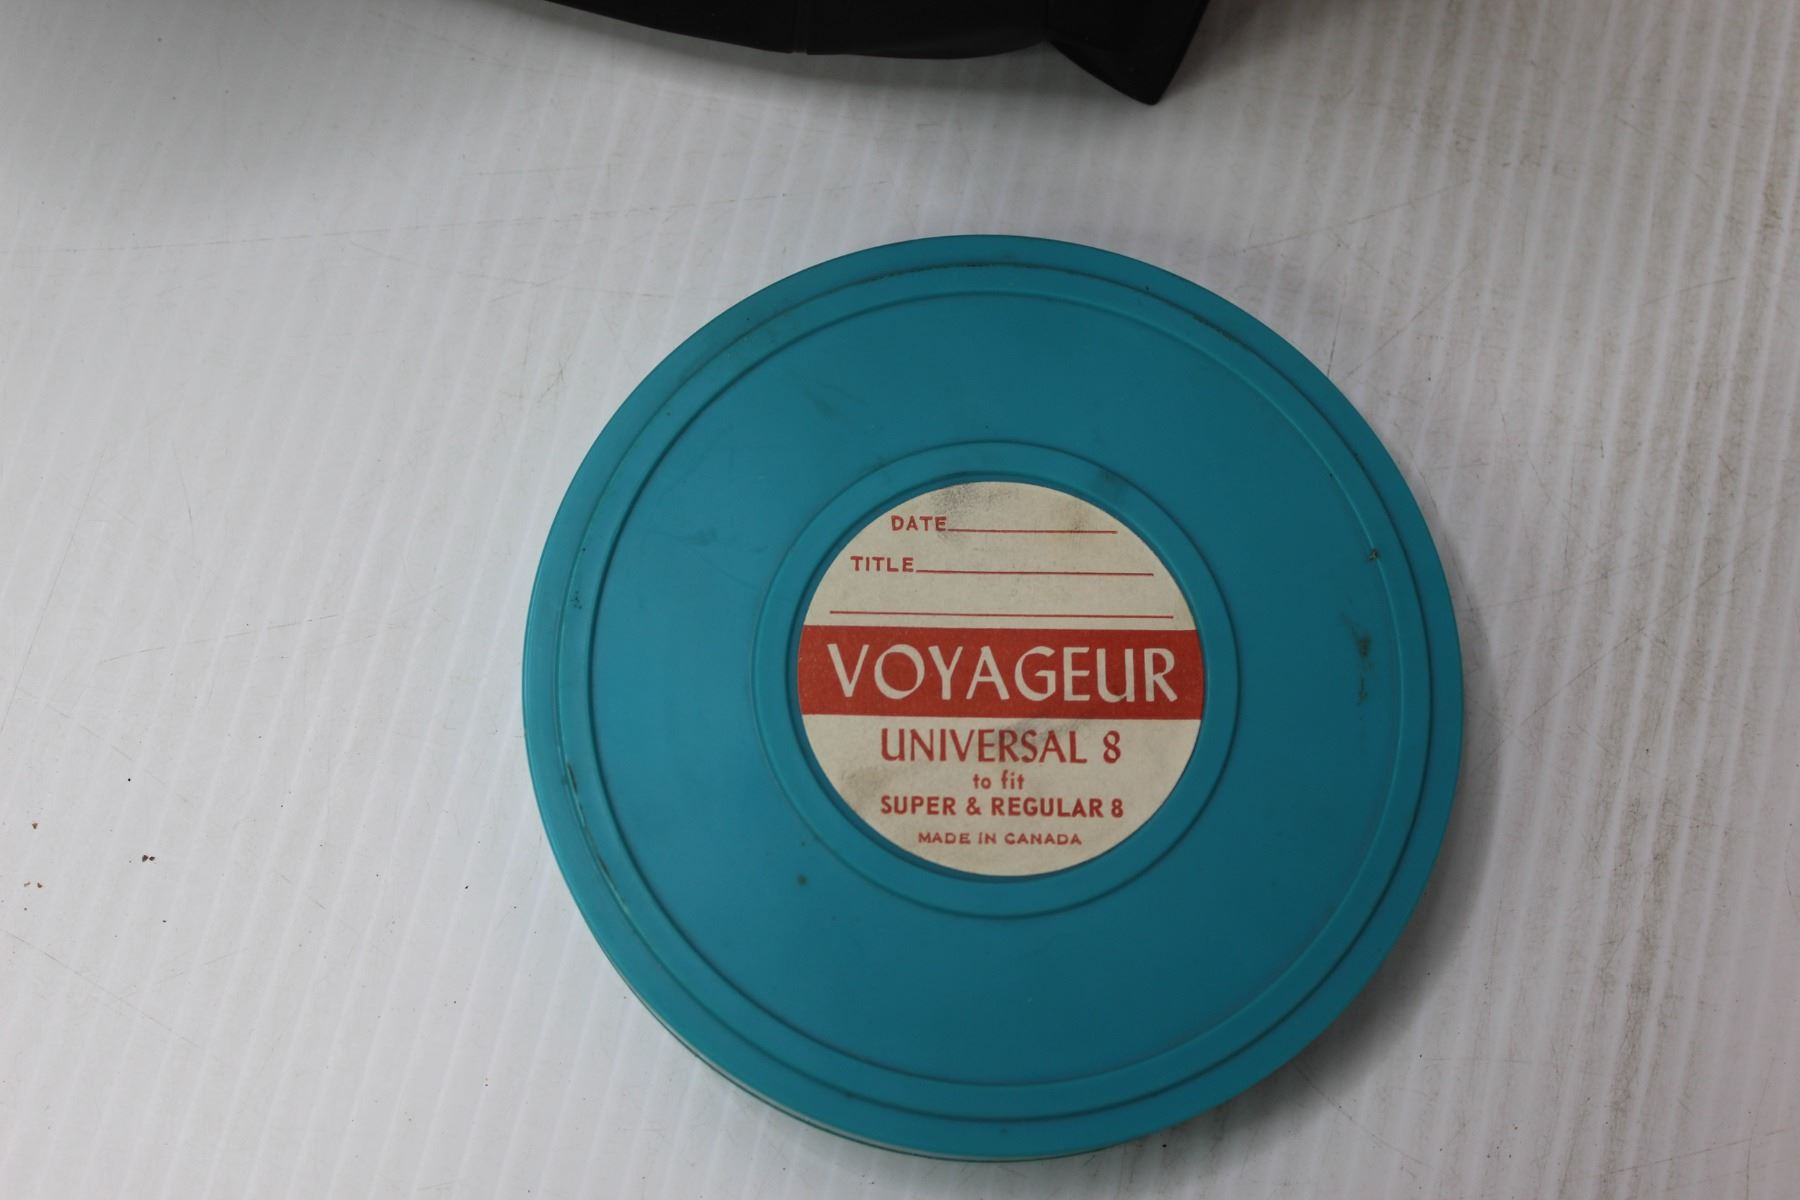 DATE
TITLE
VOYAGEUR
UNIVERSAL 8
to fit
SUPER & REGULAR 8
MADE IN CANADA